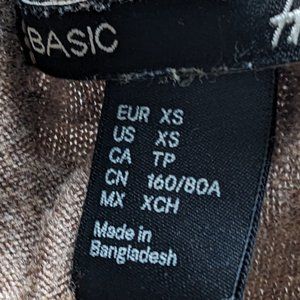 BASIC
EUR XS
US XS
CA TP
CN 160/80A
MX XCH
Made in
Bangladesh